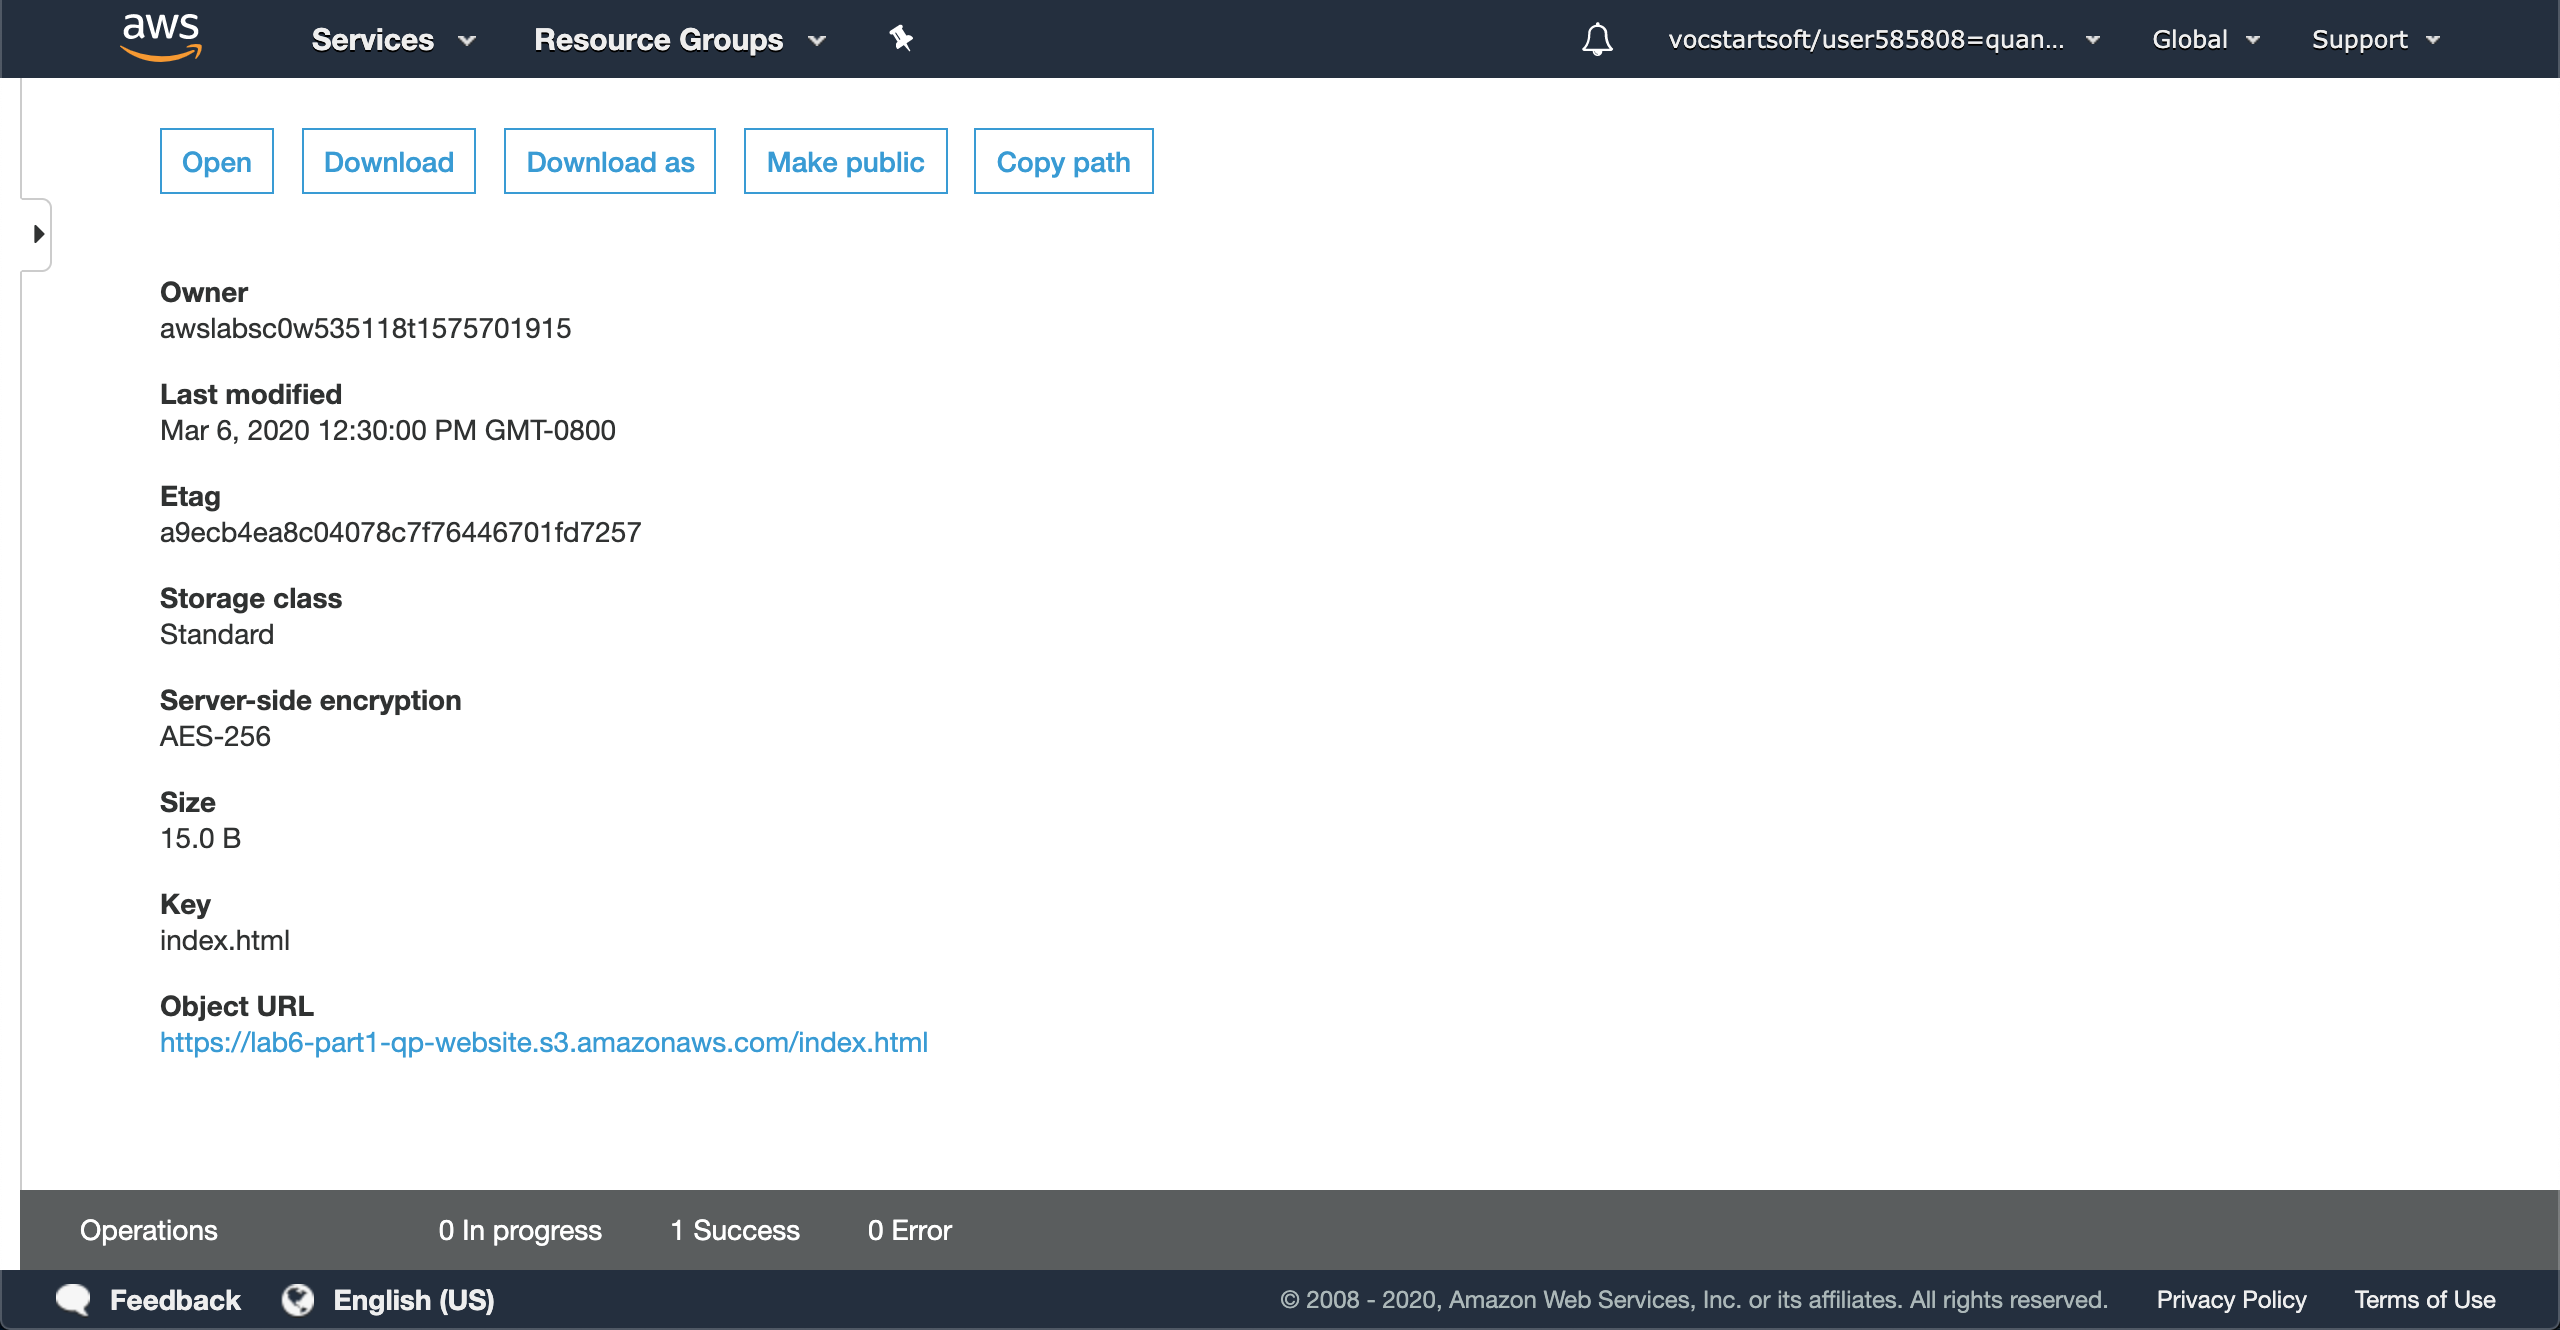 aws Services Resource Groups vocstartsoft/user585808=quan... Global Support
Open Download Download as Make public Copy path
Owner
awslabsc0w535118t1575701915
Last modified
Mar 6, 2020 12:30:00 PM GMT-0800
Etag
a9ecb4ea8c04078c7f76446701fd7257
Storage class
Standard
Server-side encryption
AES-256
Size
15.0 B
Key
index.html
Object URL
https://lab6-part1-qp-website.s3.amazonaws.com/index.html
Operations 0 In progress 1 Success 0 Error
Feedback English (US) © 2008 - 2020, Amazon Web Services, Inc. or its affiliates. All rights reserved. Privacy Policy Terms of Use